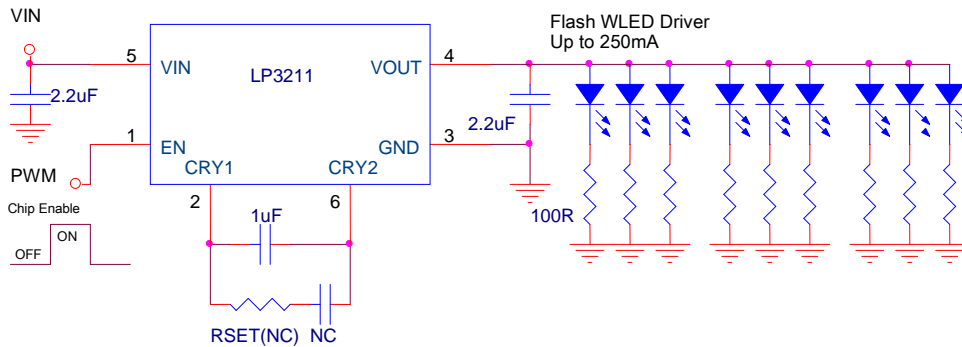 VIN
Flash WLED Driver
Up to 250mA
5
VIN
LP3211
VOUT
4
2.2uF
2.2uF
1
EN
GND
3
PWM
CRY1
CRY2
2
6
Chip Enable
1uF
100R
ON
OFF
RSET(NC) NC